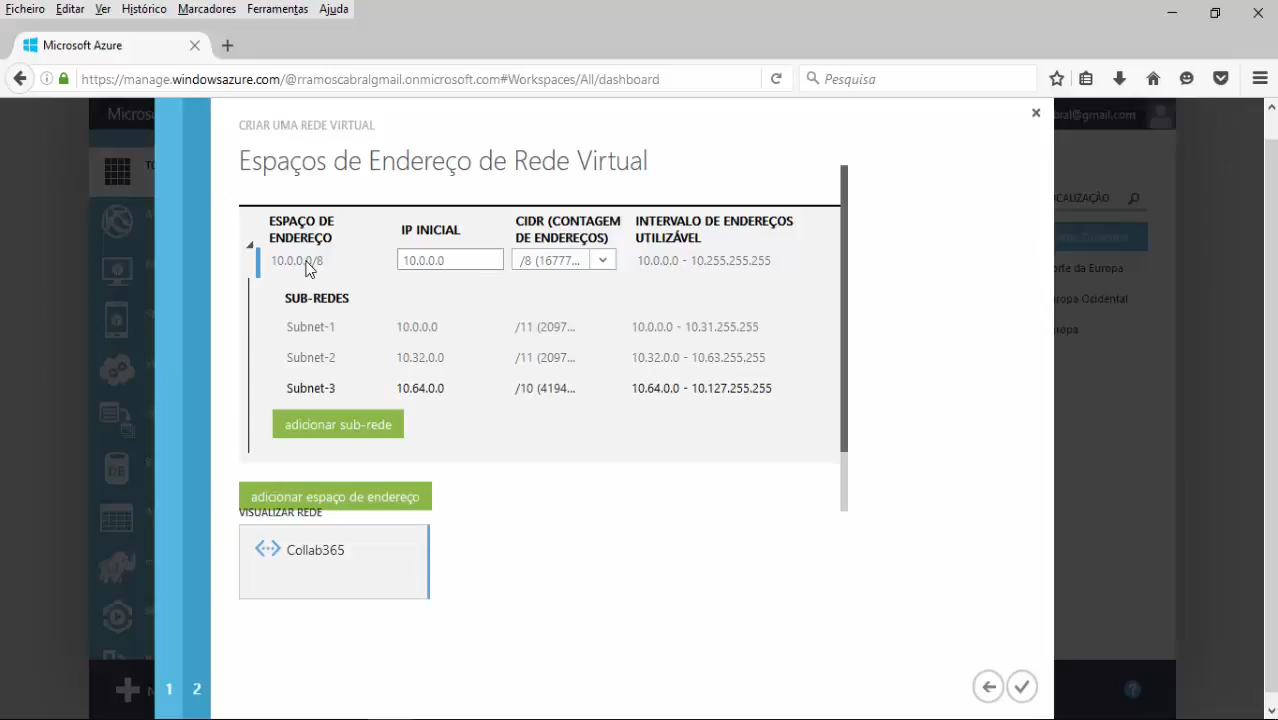 Ficheiro Editar Ver Histórico Marcadores Ferramentas Ajuda
Microsoft Azure
https://manage.windowsazure.com/@rramoscabralgmail.onmicrosoft.com#Workspaces/All/dashboard
Pesquisa
CRIAR UMA REDE VIRTUAL
Espaços de Endereço de Rede Virtual
ESPAÇO DE ENDEREÇO IP INICIAL CIDR (CONTAGEM DE ENDEREÇOS) INTERVALO DE ENDEREÇOS UTILIZÁVEL
10.0.0.0/8 10.0.0.0 /8 (16777... 10.0.0.0 - 10.255.255.255
SUB-REDES
Subnet-1 10.0.0.0 /11 (2097... 10.0.0.0 - 10.31.255.255
Subnet-2 10.32.0.0 /11 (2097... 10.32.0.0 - 10.63.255.255
Subnet-3 10.64.0.0 /10 (4194... 10.64.0.0 - 10.127.255.255
adicionar sub-rede
adicionar espaço de endereço
VISUALIZAR REDE
Collab365
1 2